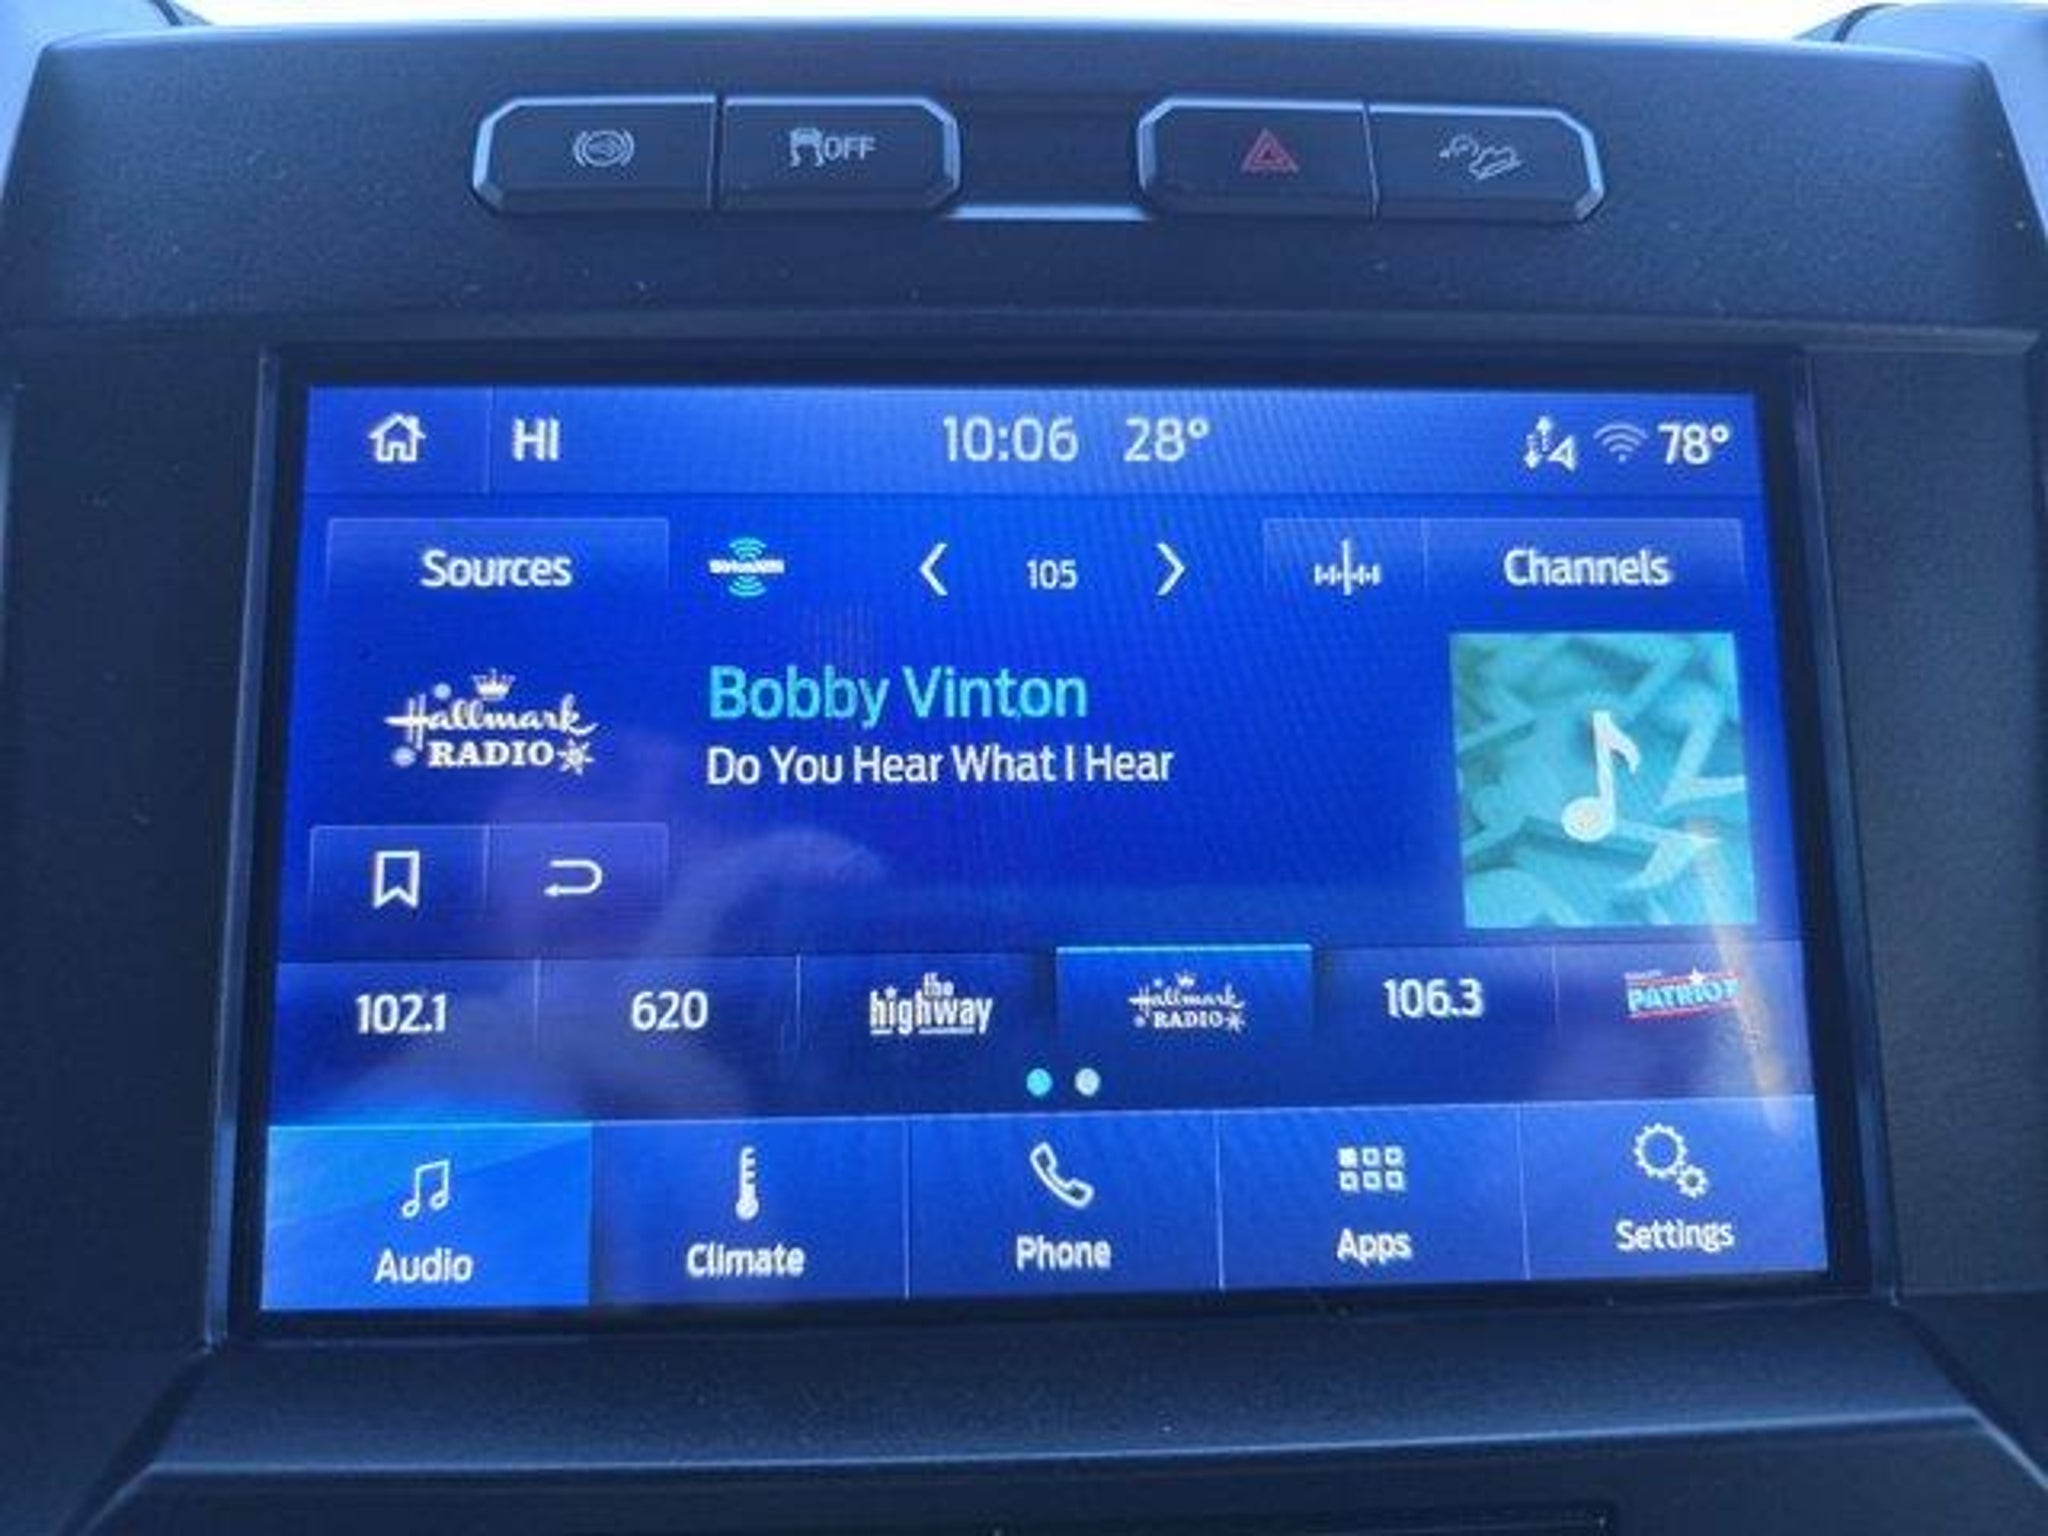 OFF
HI
10:06 28°
78°
Sources
SiriusXM
105
Channels
Hallmark
RADIO
Bobby Vinton
Do You Hear What I Hear
102.1
620
the
highway
Hallmark
RADIO
106.3
PATRIOT
Audio
Climate
Phone
Apps
Settings